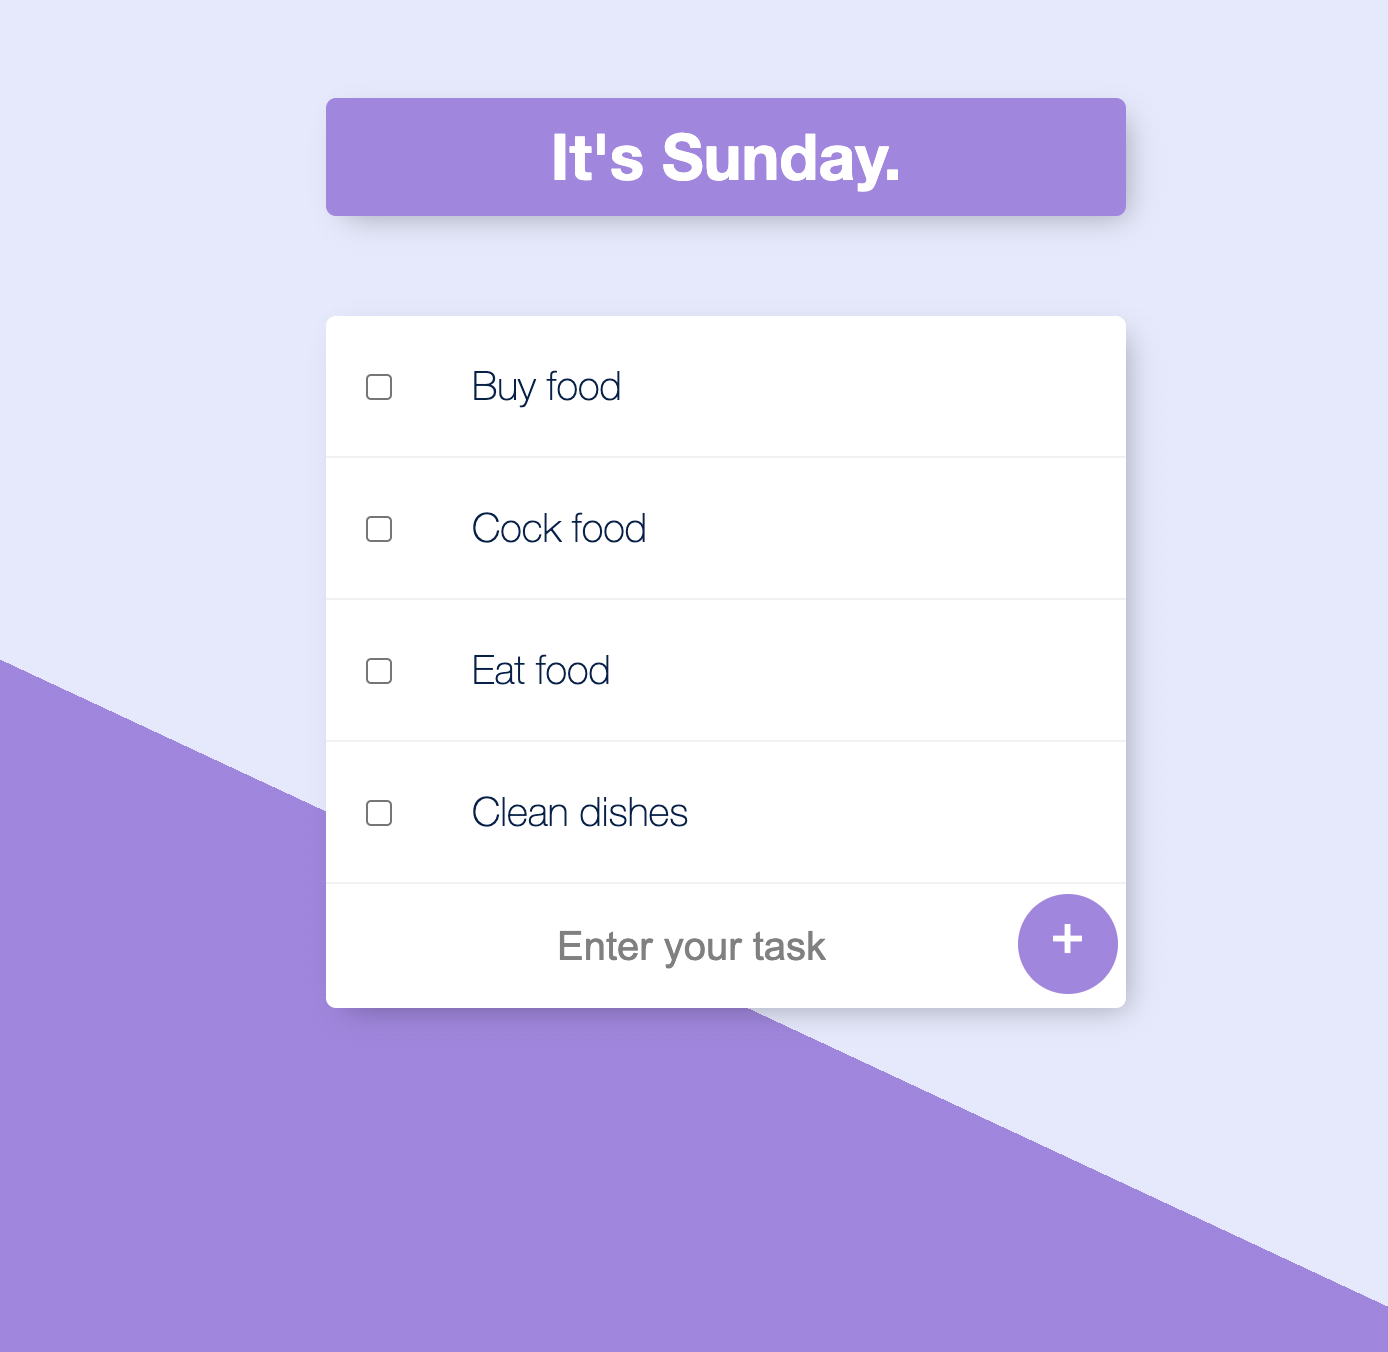 It's Sunday.
Buy food
Cock food
Eat food
Clean dishes
Enter your task
+